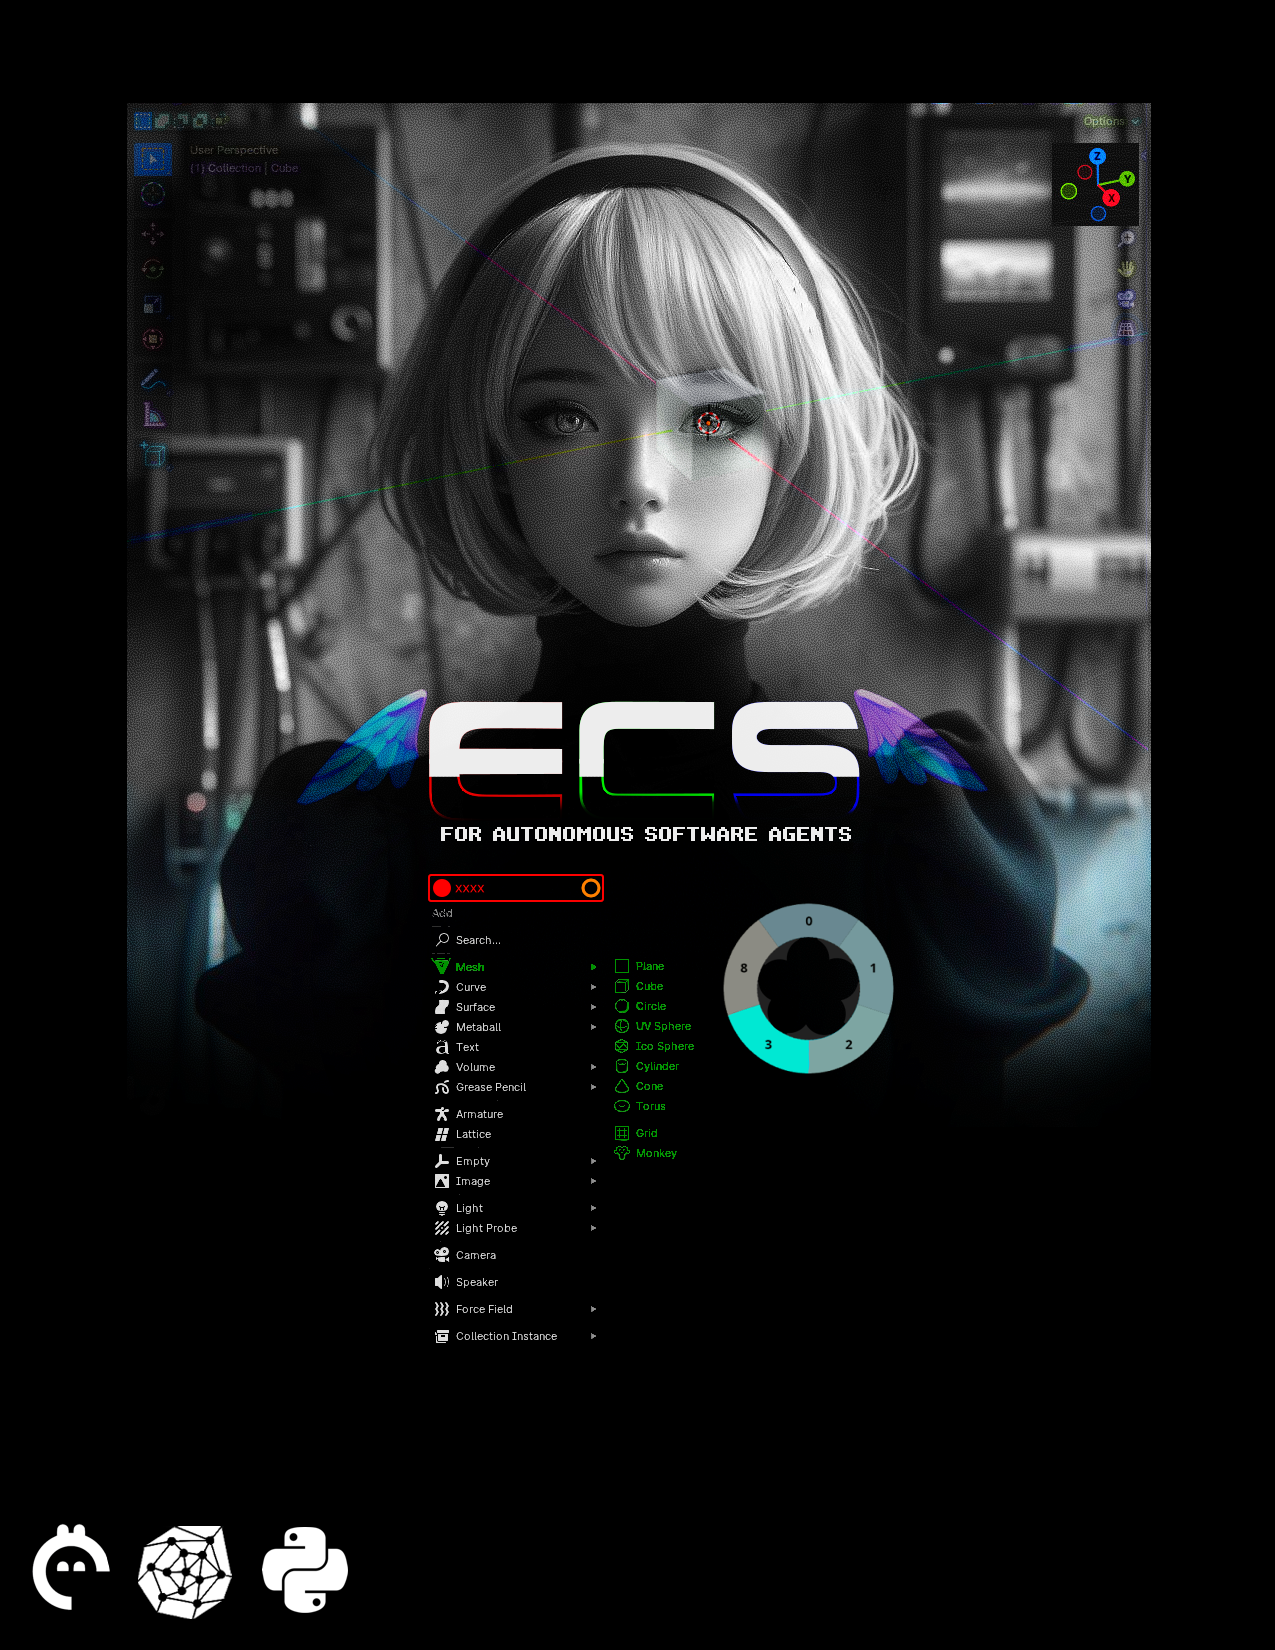 Options
User Perspective
(1) Collection | Cube
Z
Y
X
ECS
FOR AUTONOMOUS SOFTWARE AGENTS
xxxx
Add
Search...
Mesh
Curve
Surface
Metaball
Text
Volume
Grease Pencil
Armature
Lattice
Empty
Image
Light
Light Probe
Camera
Speaker
Force Field
Collection Instance
Plane
Cube
Circle
UV Sphere
Ico Sphere
Cylinder
Cone
Torus
Grid
Monkey
0
1
2
3
8